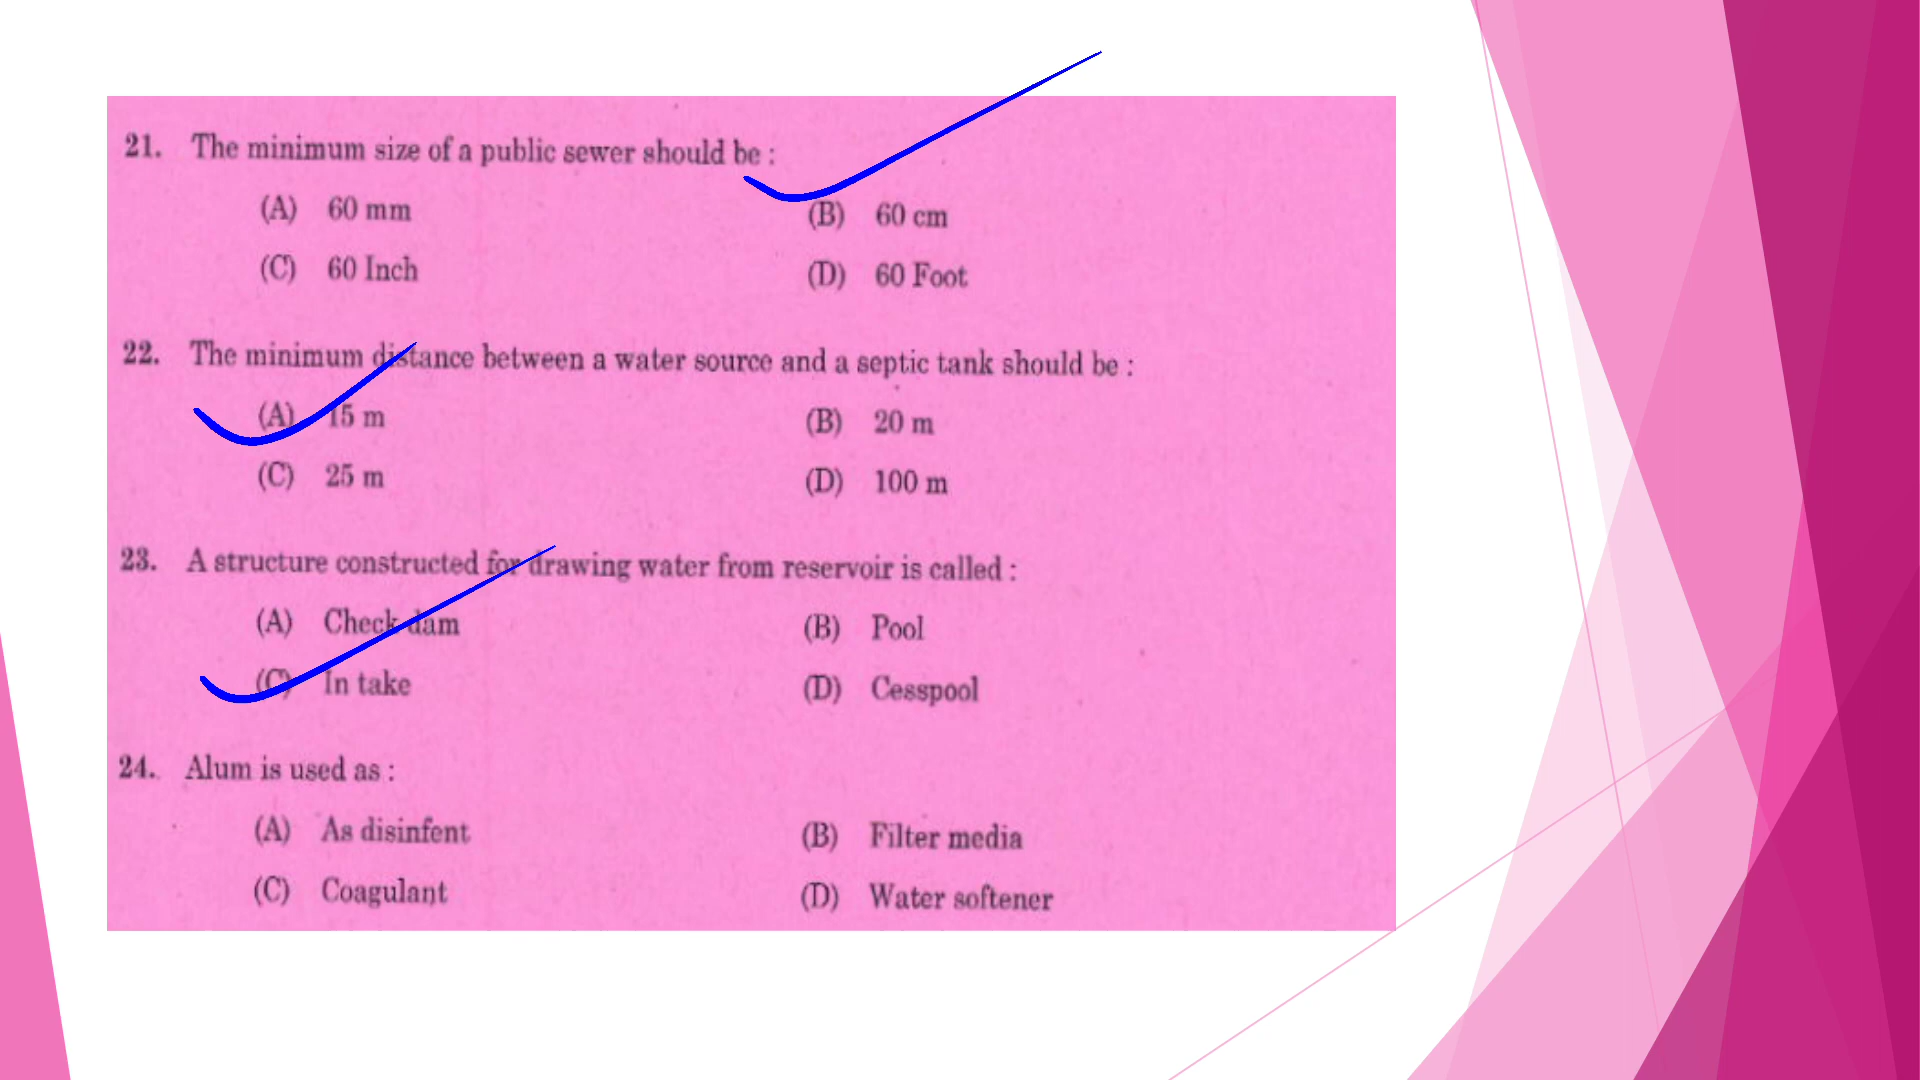 21. The minimum size of a public sewer should be :
(A) 60 mm (B) 60 cm
(C) 60 Inch (D) 60 Foot
22. The minimum distance between a water source and a septic tank should be :
(A) 15 m (B) 20 m
(C) 25 m (D) 100 m
23. A structure constructed for drawing water from reservoir is called :
(A) Check dam (B) Pool
(C) In take (D) Cesspool
24. Alum is used as :
(A) As disinfent (B) Filter media
(C) Coagulant (D) Water softener